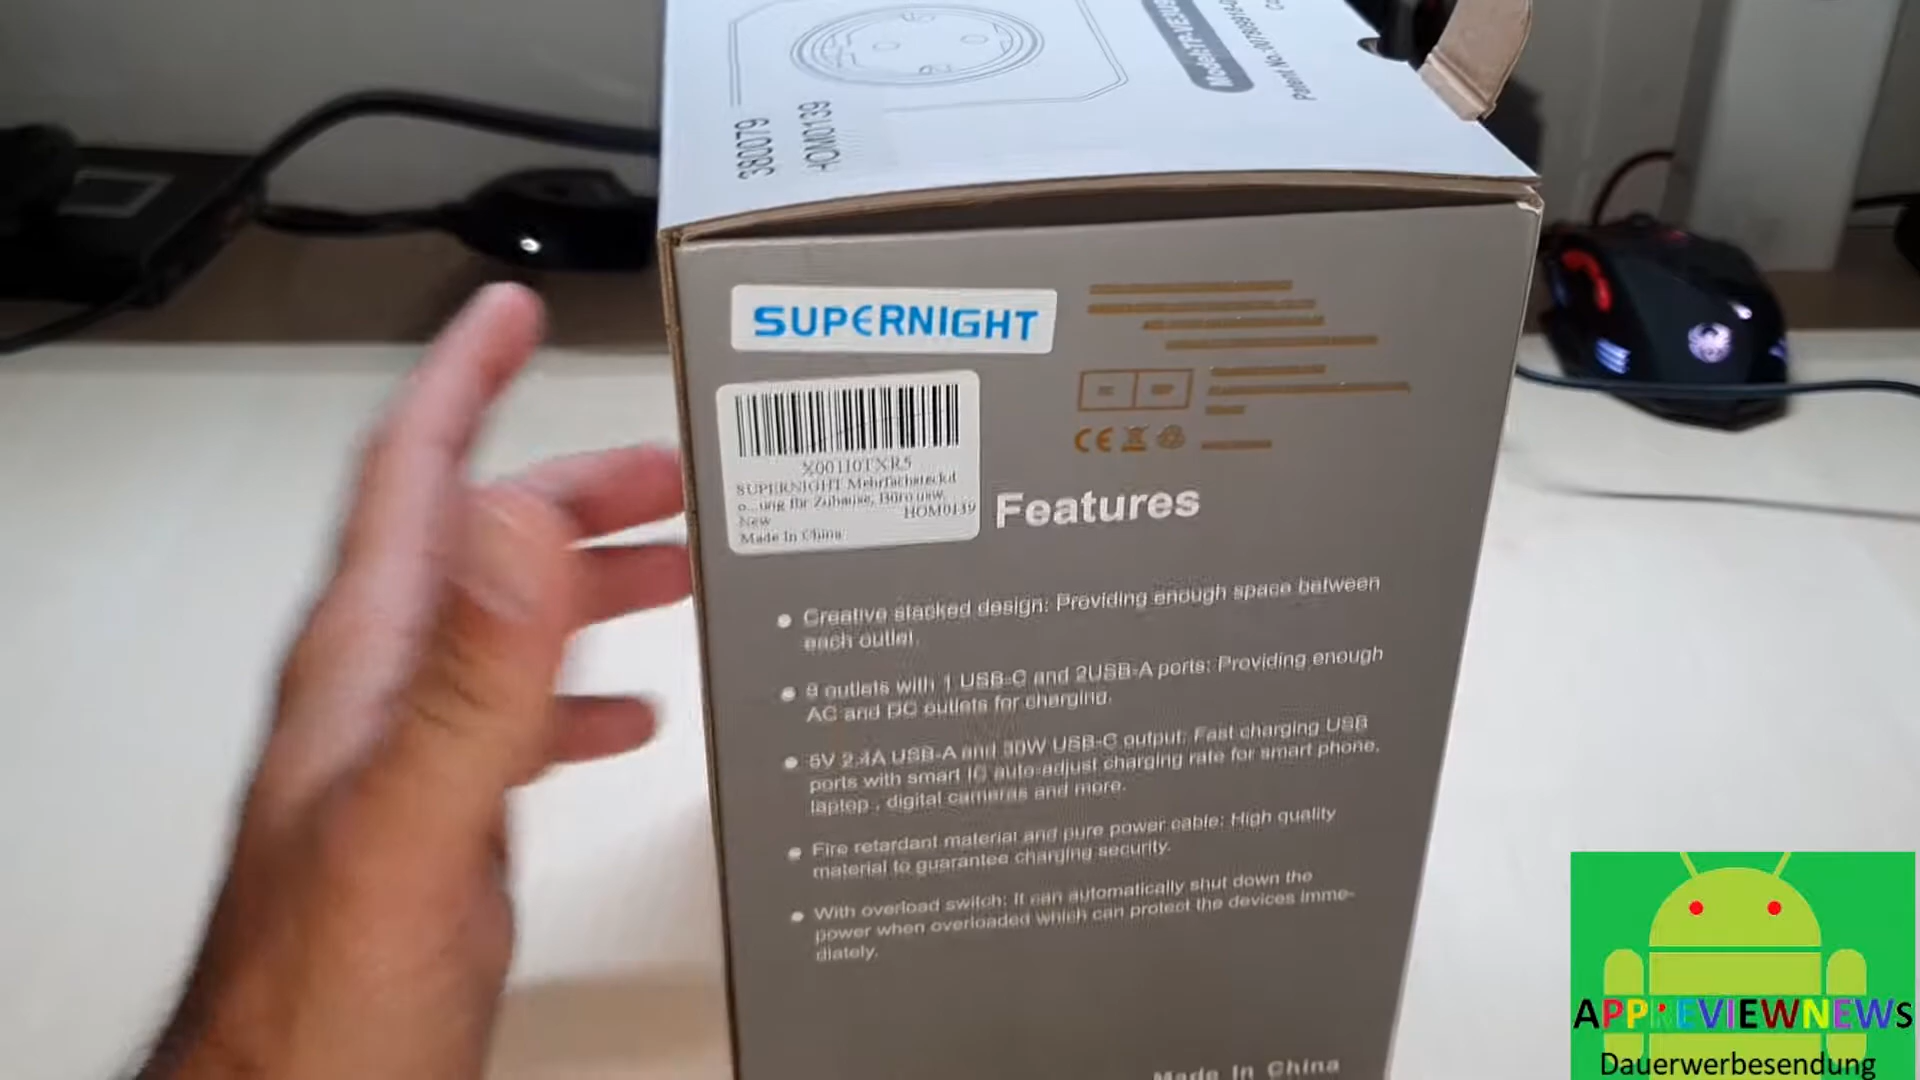 380079
HOM0139
SUPERNIGHT
X00110TXR5
SUPERNIGHT Mehrfachsteckd
o...ung für Zuhause, Büro usw.
New
HOM0139
Made In China
CE
Features
Creative stacked design: Providing enough space between
each outlet.
9 outlets with 1 USB-C and 2USB-A ports: Providing enough
AC and DC outlets for charging.
5V 2.4A USB-A and 30W USB-C output: Fast charging USB
ports with smart IC auto-adjust charging rate for smart phone,
laptop , digital cameras and more.
Fire retardant material and pure power cable: High quality
material to guarantee charging security.
With overload switch: It can automatically shut down the
power when overloaded which can protect the devices imme-
diately.
Made In China
APPREVIEWNEWs
Dauerwerbesendung